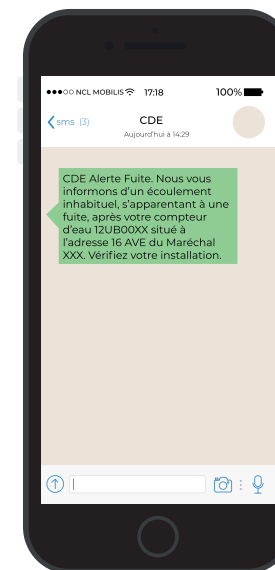 NCL MOBILIS 17:18 100%
sms (3) CDE
Aujourd'hui à 14:29
CDE Alerte Fuite. Nous vous
informons d'un écoulement
inhabituel, s'apparentant à une
fuite, après votre compteur
d'eau 12UB00XX situé à
l'adresse 16 AVE du Maréchal
XXX. Vérifiez votre installation.